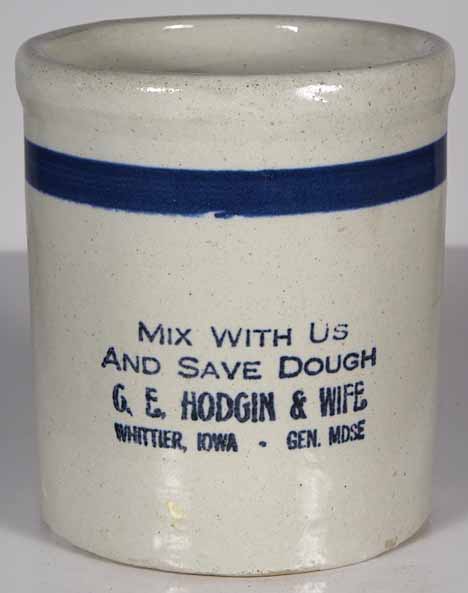 Mix With Us
And Save Dough
G. E. HODGIN & WIFE
WHITTIER, IOWA - GEN. MDSE